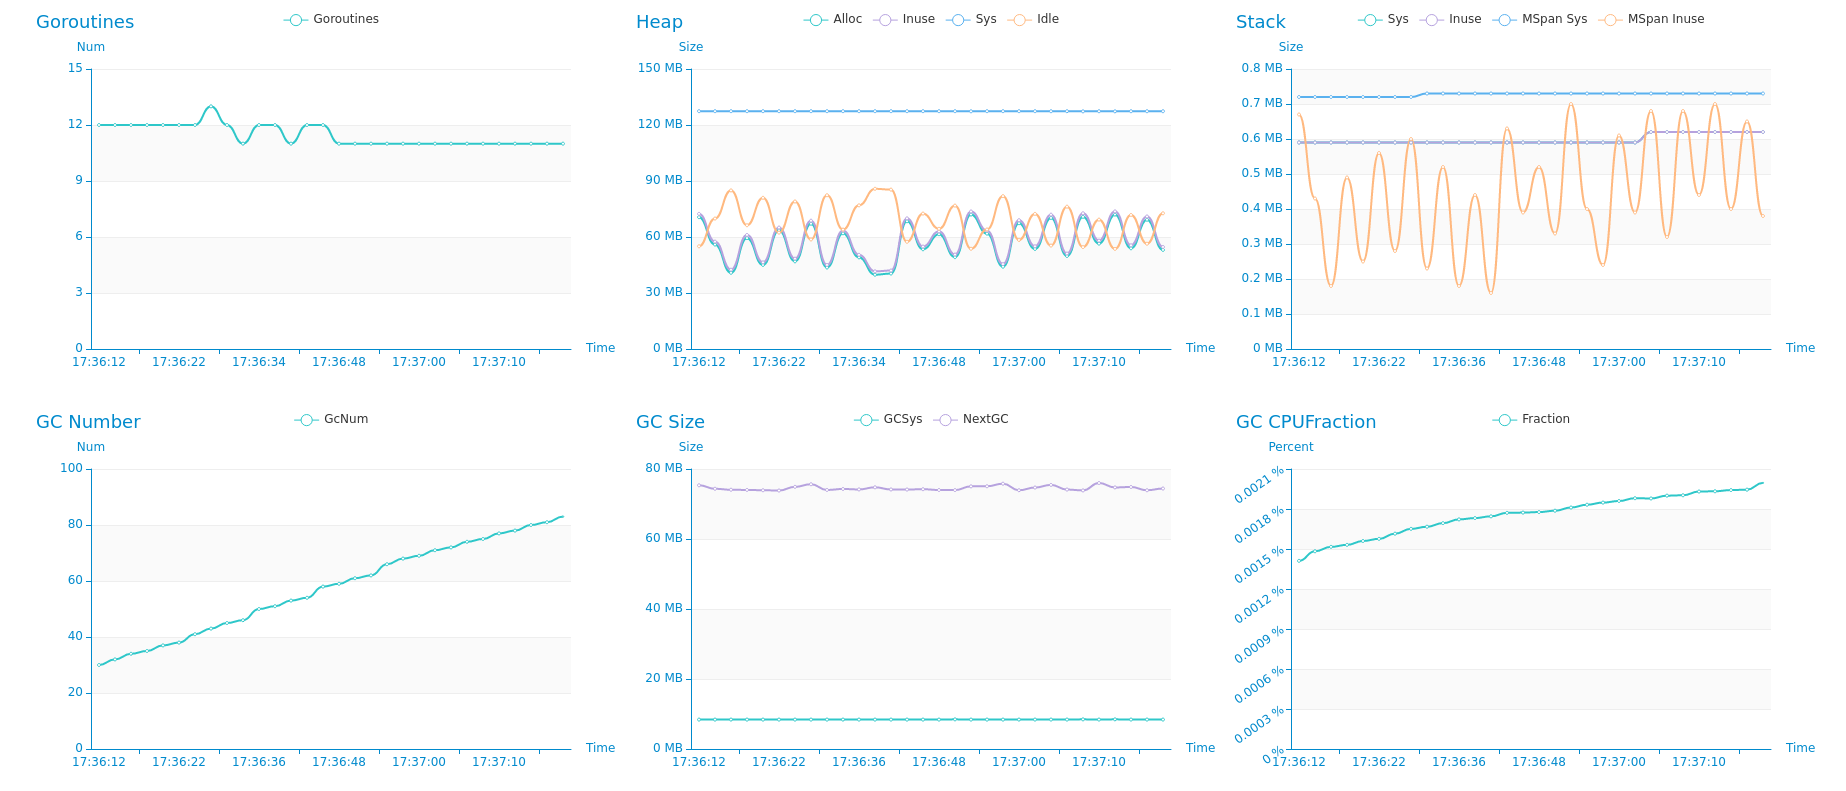 Goroutines
Goroutines
Num
15
12
9
6
3
0
17:36:12 17:36:22 17:36:34 17:36:48 17:37:00 17:37:10
Time
Heap
Alloc Inuse Sys Idle
Size
150 MB
120 MB
90 MB
60 MB
30 MB
0 MB
17:36:12 17:36:22 17:36:34 17:36:48 17:37:00 17:37:10
Time
Stack
Sys Inuse MSpan Sys MSpan Inuse
Size
0.8 MB
0.7 MB
0.6 MB
0.5 MB
0.4 MB
0.3 MB
0.2 MB
0.1 MB
0 MB
17:36:12 17:36:22 17:36:36 17:36:48 17:37:00 17:37:10
Time
GC Number
GcNum
Num
100
80
60
40
20
0
17:36:12 17:36:22 17:36:36 17:36:48 17:37:00 17:37:10
Time
GC Size
GCSys NextGC
Size
80 MB
60 MB
40 MB
20 MB
0 MB
17:36:12 17:36:22 17:36:36 17:36:48 17:37:00 17:37:10
Time
GC CPUFraction
Fraction
Percent
0.0021 %
0.0018 %
0.0015 %
0.0012 %
0.0009 %
0.0006 %
0.0003 %
0 %
17:36:12 17:36:22 17:36:36 17:36:48 17:37:00 17:37:10
Time